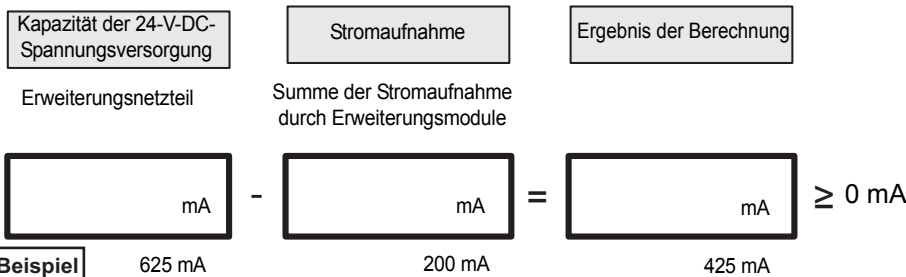 Kapazität der 24-V-DC-
Spannungsversorgung
Stromaufnahme
Ergebnis der Berechnung
Erweiterungsnetzteil
Summe der Stromaufnahme
durch Erweiterungsmodule
mA - mA = mA ≥ 0 mA
Beispiel 625 mA 200 mA 425 mA